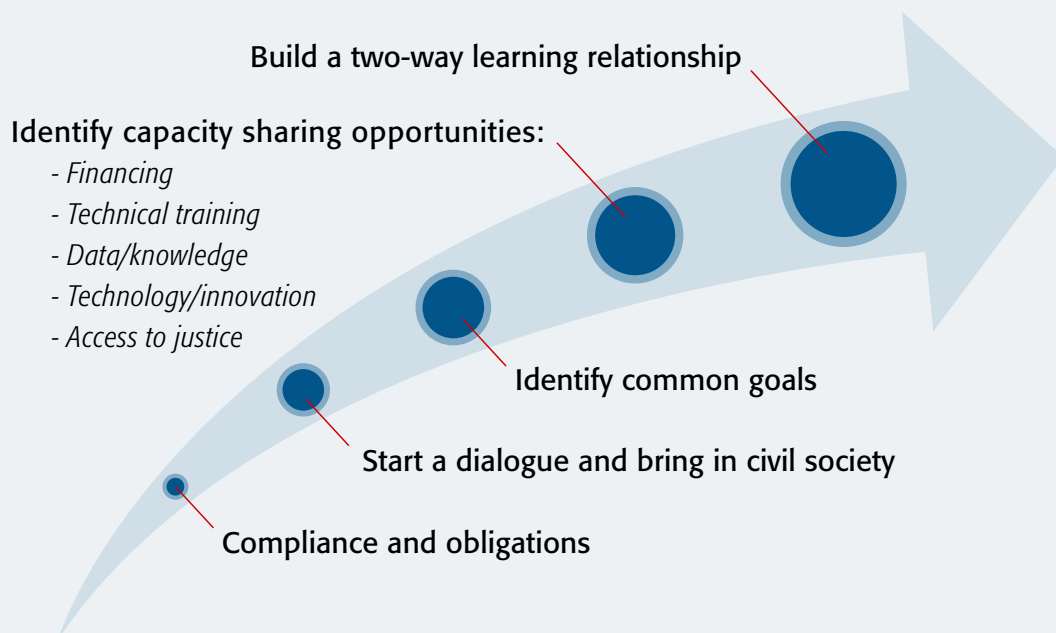 Build a two-way learning relationship
Identify capacity sharing opportunities:
- Financing
- Technical training
- Data/knowledge
- Technology/innovation
- Access to justice
Identify common goals
Start a dialogue and bring in civil society
Compliance and obligations